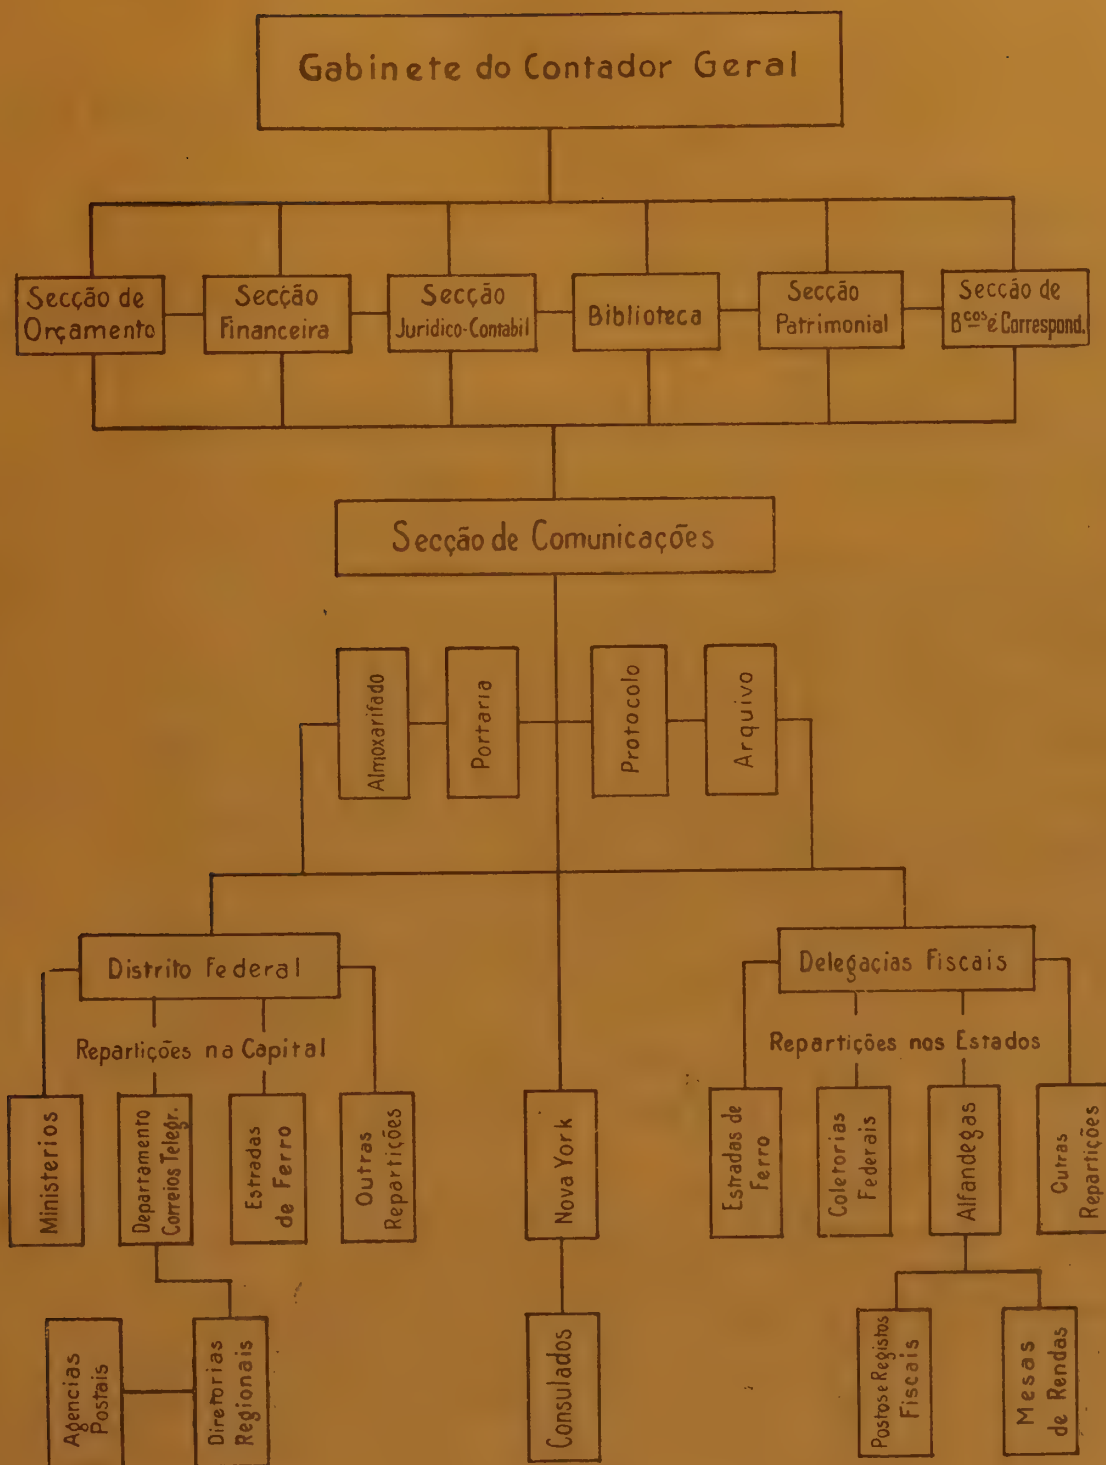 Gabinete do Contador Geral
Secção de
Orçamento
Secção
Financeira
Secção
Juridico-Contabil
Biblioteca
Secção
Patrimonial
Secção de
Bcos e Correspond.
Secção de Comunicações
Almoxarifado
Portaria
Protocolo
Arquivo
Distrito Federal
Delegacias Fiscais
Repartições na Capital
Repartições nos Estados
Ministerios
Departamento
Correios Telegr.
Estradas
de Ferro
Outras
Repartições
Nova York
Estradas de
Ferro
Coletorias
Federais
Alfandegas
Outras
Repartições
Agencias
Postais
Diretorias
Regionais
Consulados
Postos e Registos
Fiscais
Mesas
de Rendas